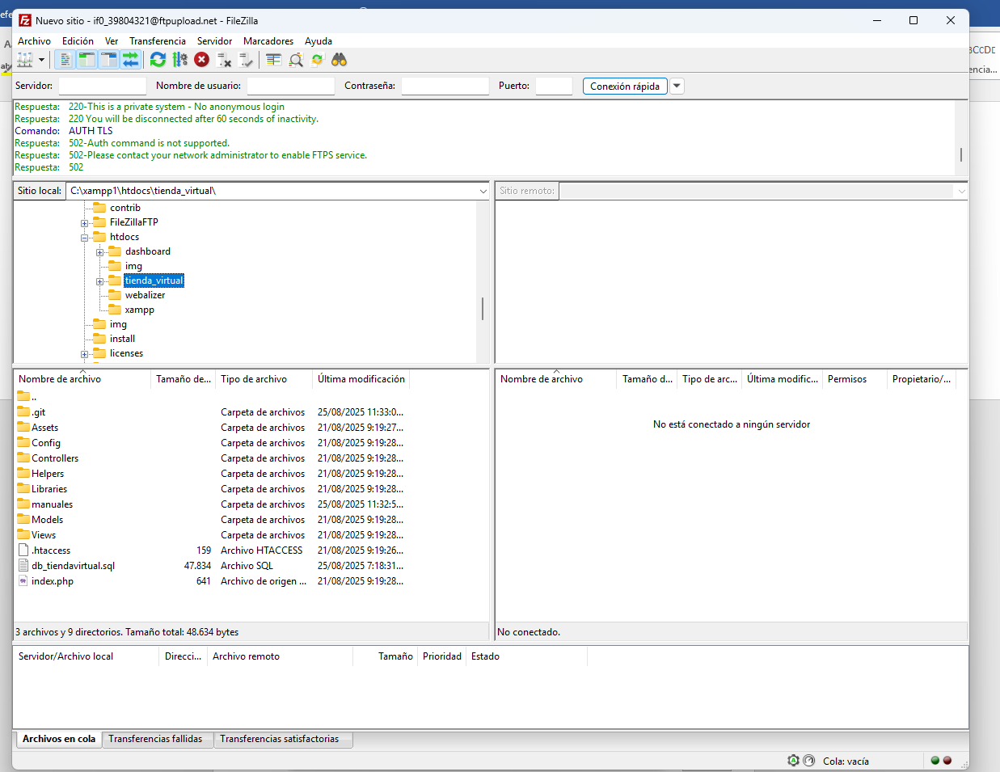 Nuevo sitio - if0_39804321@ftpupload.net - FileZilla
Archivo Edición Ver Transferencia Servidor Marcadores Ayuda
Servidor: Nombre de usuario: Contraseña: Puerto: Conexión rápida
Respuesta: 220-This is a private system - No anonymous login
Respuesta: 220 You will be disconnected after 60 seconds of inactivity.
Comando: AUTH TLS
Respuesta: 502-Auth command is not supported.
Respuesta: 502-Please contact your network administrator to enable FTPS service.
Respuesta: 502
Sitio local: C:\xampp1\htdocs\tienda_virtual\
Sitio remoto:
contrib
FileZillaFTP
htdocs
dashboard
img
tienda_virtual
webalizer
xampp
img
install
licenses
Nombre de archivo Tamaño de... Tipo de archivo Última modificación
..
.git Carpeta de archivos 25/08/2025 11:33:0...
Assets Carpeta de archivos 21/08/2025 9:19:27...
Config Carpeta de archivos 21/08/2025 9:19:28...
Controllers Carpeta de archivos 21/08/2025 9:19:28...
Helpers Carpeta de archivos 21/08/2025 9:19:28...
Libraries Carpeta de archivos 21/08/2025 9:19:28...
manuales Carpeta de archivos 25/08/2025 11:32:5...
Models Carpeta de archivos 21/08/2025 9:19:28...
Views Carpeta de archivos 21/08/2025 9:19:28...
.htaccess 159 Archivo HTACCESS 21/08/2025 9:19:26...
db_tiendavirtual.sql 47.834 Archivo SQL 25/08/2025 7:18:31...
index.php 641 Archivo de origen ... 21/08/2025 9:19:28...
3 archivos y 9 directorios. Tamaño total: 48.634 bytes
Nombre de archivo Tamaño d... Tipo de arc... Última modific... Permisos Propietario/...
No está conectado a ningún servidor
No conectado.
Servidor/Archivo local Direcci... Archivo remoto Tamaño Prioridad Estado
Archivos en cola Transferencias fallidas Transferencias satisfactorias
Cola: vacía